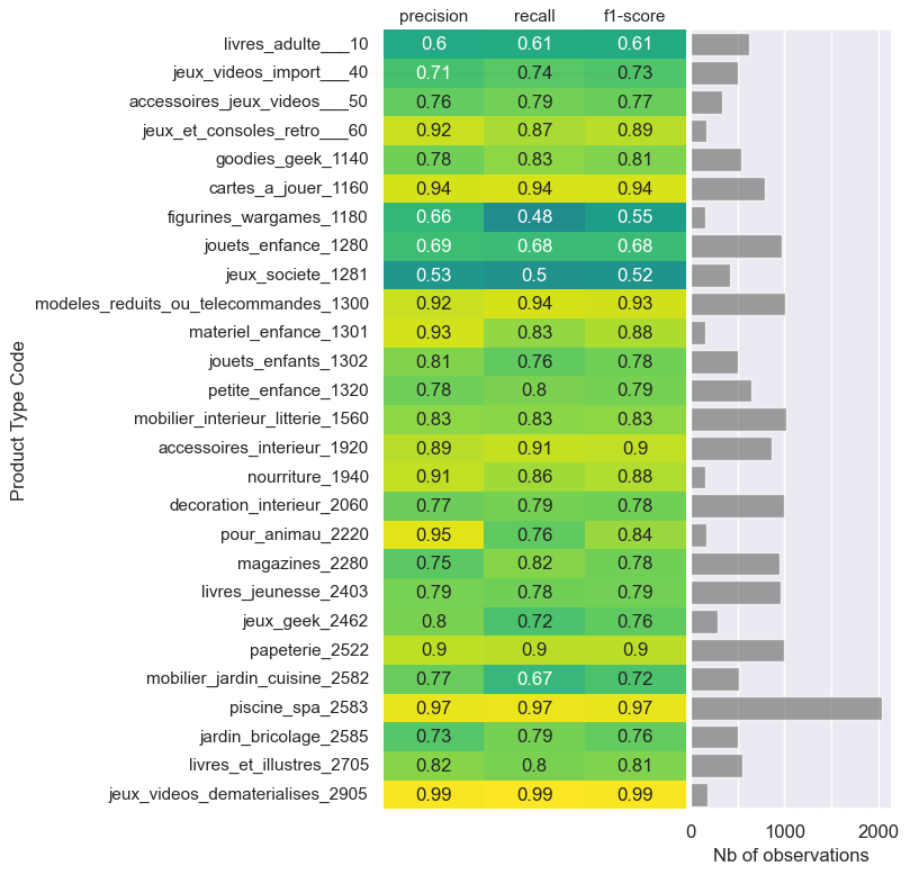 precision recall f1-score
livres_adulte___10 0.6 0.61 0.61
jeux_videos_import___40 0.71 0.74 0.73
accessoires_jeux_videos___50 0.76 0.79 0.77
jeux_et_consoles_retro___60 0.92 0.87 0.89
goodies_geek_1140 0.78 0.83 0.81
cartes_a_jouer_1160 0.94 0.94 0.94
figurines_wargames_1180 0.66 0.48 0.55
jouets_enfance_1280 0.69 0.68 0.68
jeux_societe_1281 0.53 0.5 0.52
modeles_reduits_ou_telecommandes_1300 0.92 0.94 0.93
materiel_enfance_1301 0.93 0.83 0.88
jouets_enfants_1302 0.81 0.76 0.78
petite_enfance_1320 0.78 0.8 0.79
mobilier_interieur_litterie_1560 0.83 0.83 0.83
accessoires_interieur_1920 0.89 0.91 0.9
nourriture_1940 0.91 0.86 0.88
decoration_interieur_2060 0.77 0.79 0.78
pour_animau_2220 0.95 0.76 0.84
magazines_2280 0.75 0.82 0.78
livres_jeunesse_2403 0.79 0.78 0.79
jeux_geek_2462 0.8 0.72 0.76
papeterie_2522 0.9 0.9 0.9
mobilier_jardin_cuisine_2582 0.77 0.67 0.72
piscine_spa_2583 0.97 0.97 0.97
jardin_bricolage_2585 0.73 0.79 0.76
livres_et_illustres_2705 0.82 0.8 0.81
jeux_videos_dematerialises_2905 0.99 0.99 0.99
Product Type Code
0 1000 2000
Nb of observations